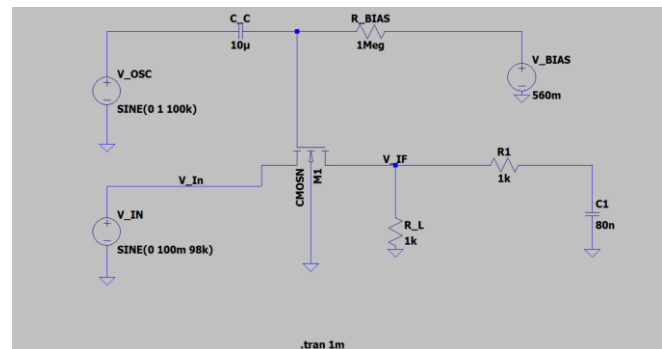 C_C
10µ
R_BIAS
1Meg
V_OSC
SINE(0 1 100k)
V_BIAS
560m
V_In
CMOSN
M1
V_IF
R1
1k
V_IN
SINE(0 100m 98k)
R_L
1k
C1
80n
.tran 1m